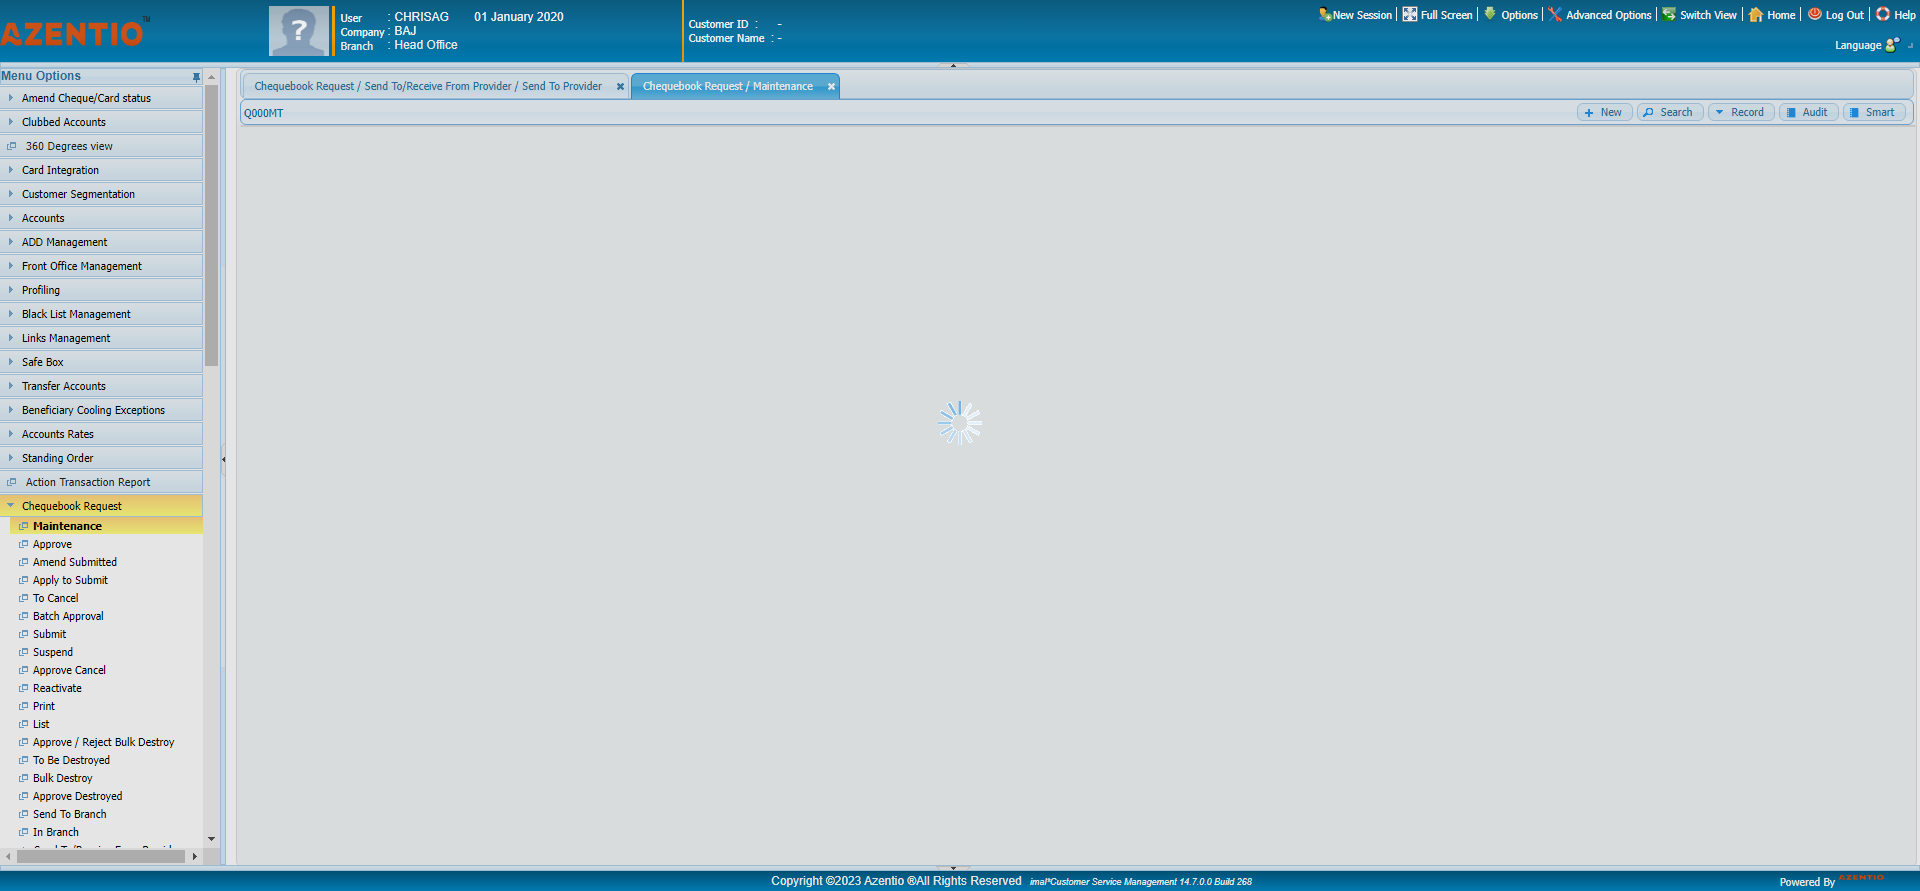 AZENTIO™
User : CHRISAG 01 January 2020
Company : BAJ
Branch : Head Office
Customer ID : -
Customer Name : -
New Session Full Screen Options Advanced Options Switch View Home Log Out Help
Language
Menu Options
Amend Cheque/Card status
Clubbed Accounts
360 Degrees view
Card Integration
Customer Segmentation
Accounts
ADD Management
Front Office Management
Profiling
Black List Management
Links Management
Safe Box
Transfer Accounts
Beneficiary Cooling Exceptions
Accounts Rates
Standing Order
Action Transaction Report
Chequebook Request
Maintenance
Approve
Amend Submitted
Apply to Submit
To Cancel
Batch Approval
Submit
Suspend
Approve Cancel
Reactivate
Print
List
Approve / Reject Bulk Destroy
To Be Destroyed
Bulk Destroy
Approve Destroyed
Send To Branch
In Branch
Chequebook Request / Send To/Receive From Provider / Send To Provider
Chequebook Request / Maintenance
Q000MT
New Search Record Audit Smart
Copyright ©2023 Azentio ®All Rights Reserved imal*Customer Service Management 14.7.0.0 Build 268
Powered By AZENTIO